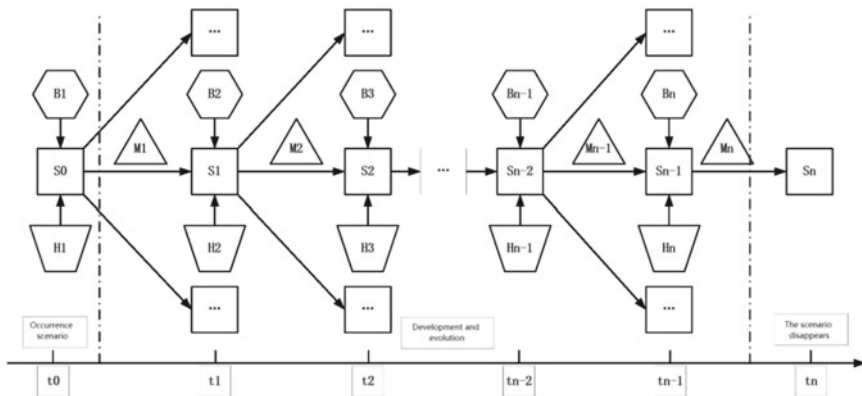 ... ... ...
B1 B2 B3 Bn-1 Bn
M1 M2 Mn-1 Mn
S0 S1 S2 ... Sn-2 Sn-1 Sn
H1 H2 H3 Hn-1 Hn
... ... ...
Occurrence
scenario
Development and
evolution
The scenario
disappears
t0 t1 t2 tn-2 tn-1 tn